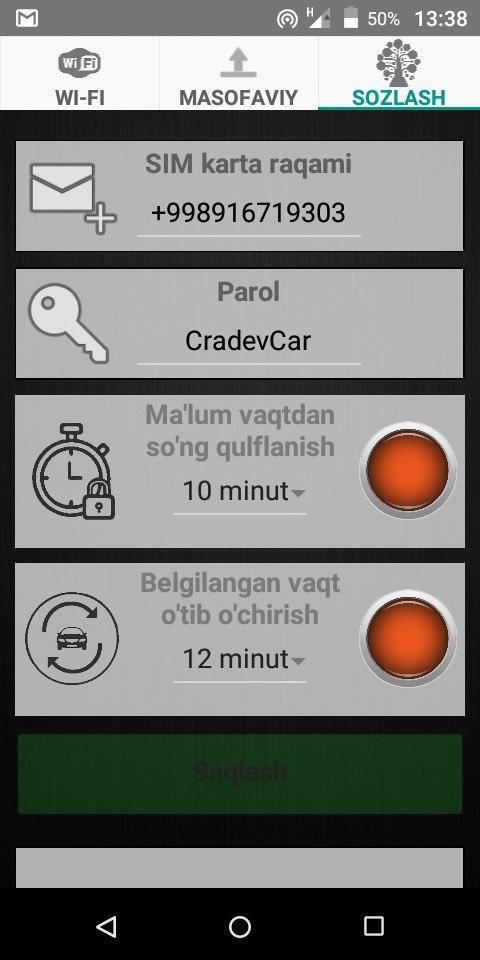 H
50%
13:38
Wi Fi
WI-FI
MASOFAVIY
SOZLASH
SIM karta raqami
+998916719303
Parol
CradevCar
Ma'lum vaqtdan
so'ng qulflanish
10 minut
Belgilangan vaqt
o'tib o'chirish
12 minut
Saqlash